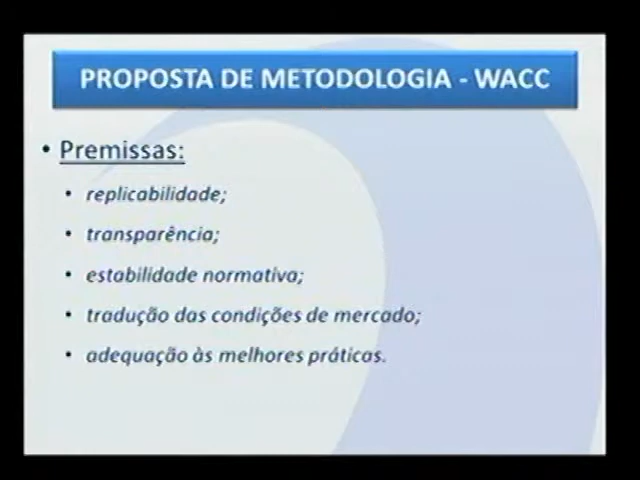 PROPOSTA DE METODOLOGIA - WACC
• Premissas:
• replicabilidade;
• transparência;
• estabilidade normativa;
• tradução das condições de mercado;
• adequação às melhores práticas.